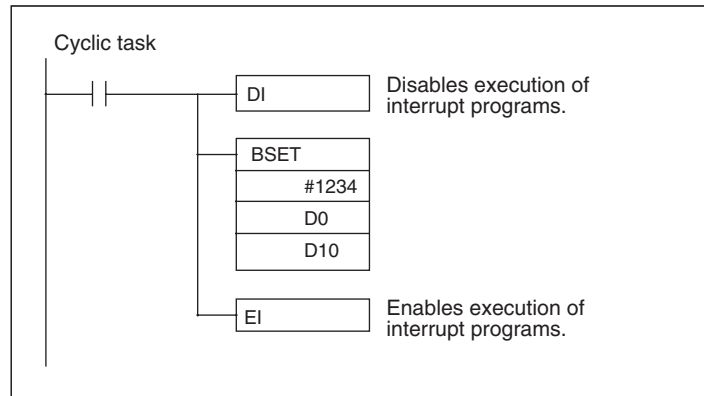 Cyclic task
DI
Disables execution of
interrupt programs.
BSET
#1234
D0
D10
EI
Enables execution of
interrupt programs.